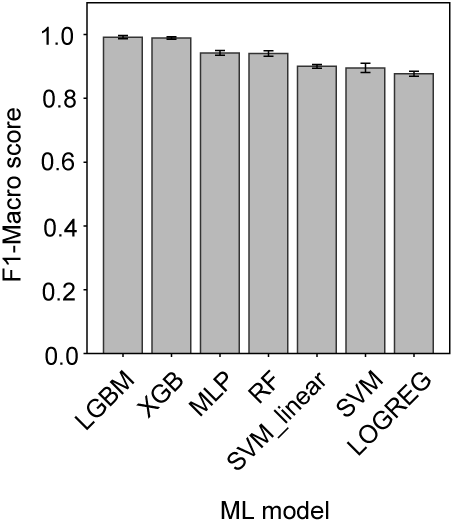 F1-Macro score
1.0
0.8
0.6
0.4
0.2
0.0
LGBM
XGB
MLP
RF
SVM_linear
SVM
LOGREG
ML model